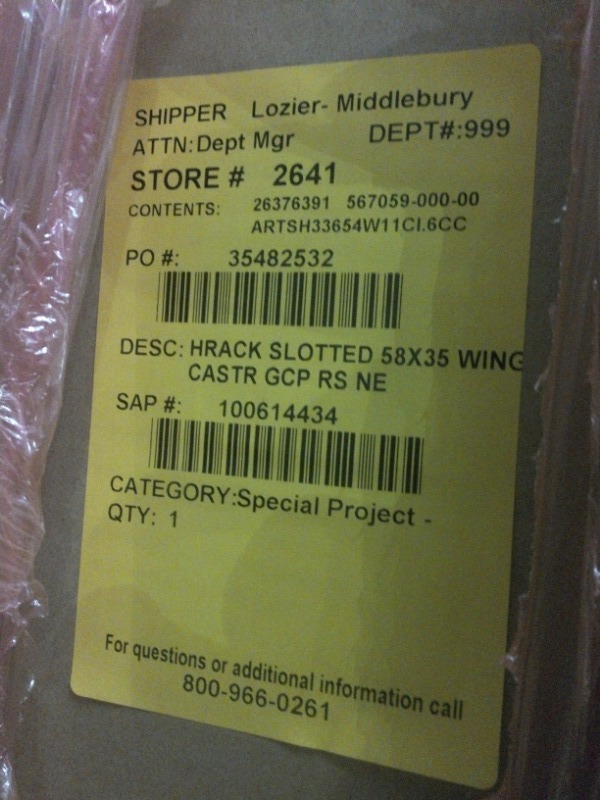 SHIPPER Lozier- Middlebury
ATTN:Dept Mgr DEPT#:999
STORE # 2641
CONTENTS: 26376391 567059-000-00
ARTSH33654W11CI.6CC
PO #: 35482532
DESC: HRACK SLOTTED 58X35 WING
CASTR GCP RS NE
SAP #: 100614434
CATEGORY:Special Project -
QTY: 1
For questions or additional information call
800-966-0261